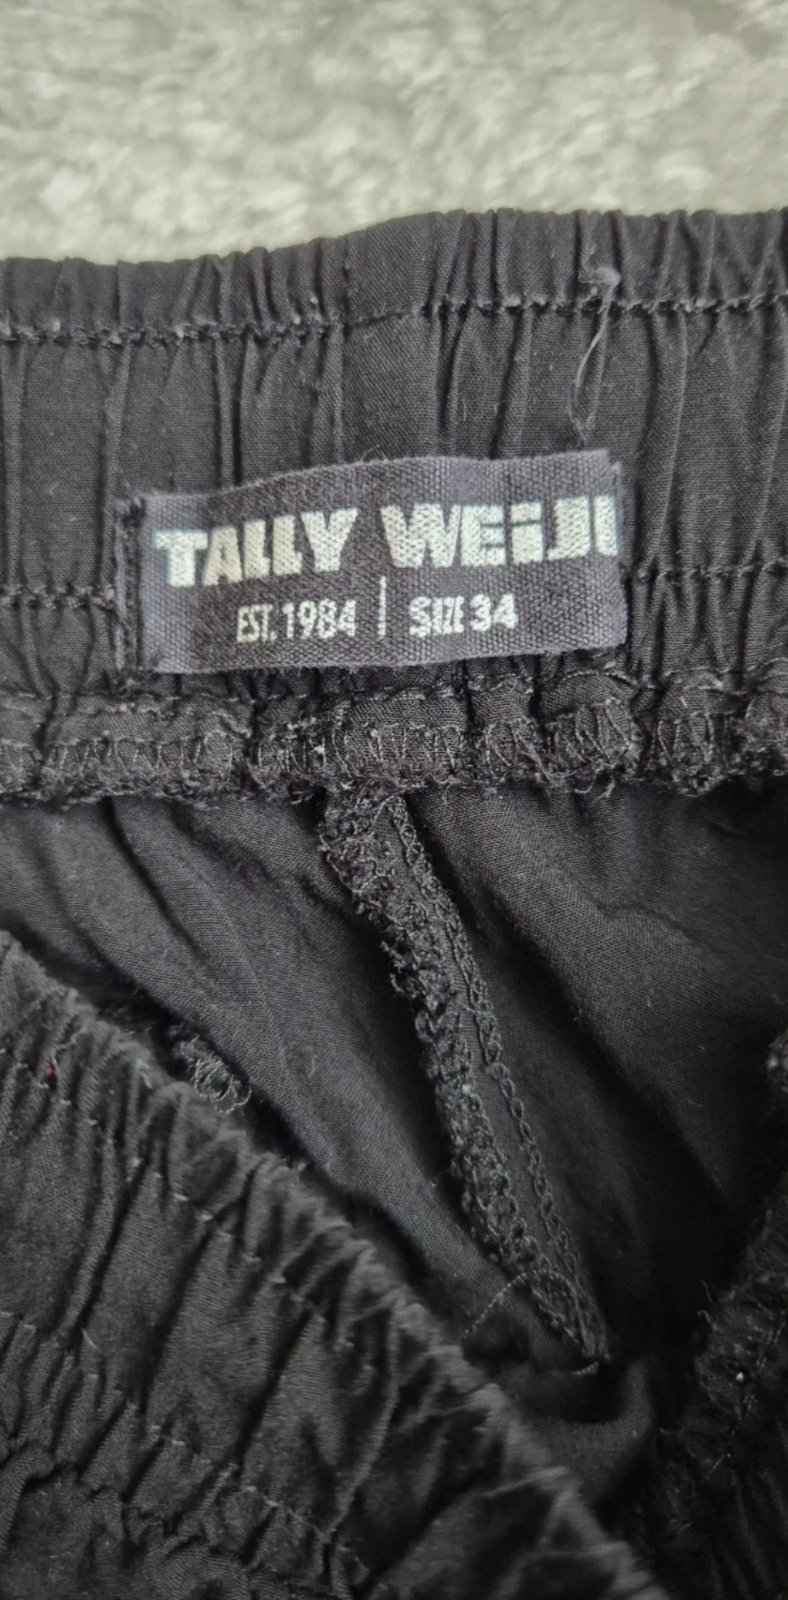 TALLY WEiJL
EST. 1984 | SIZE 34